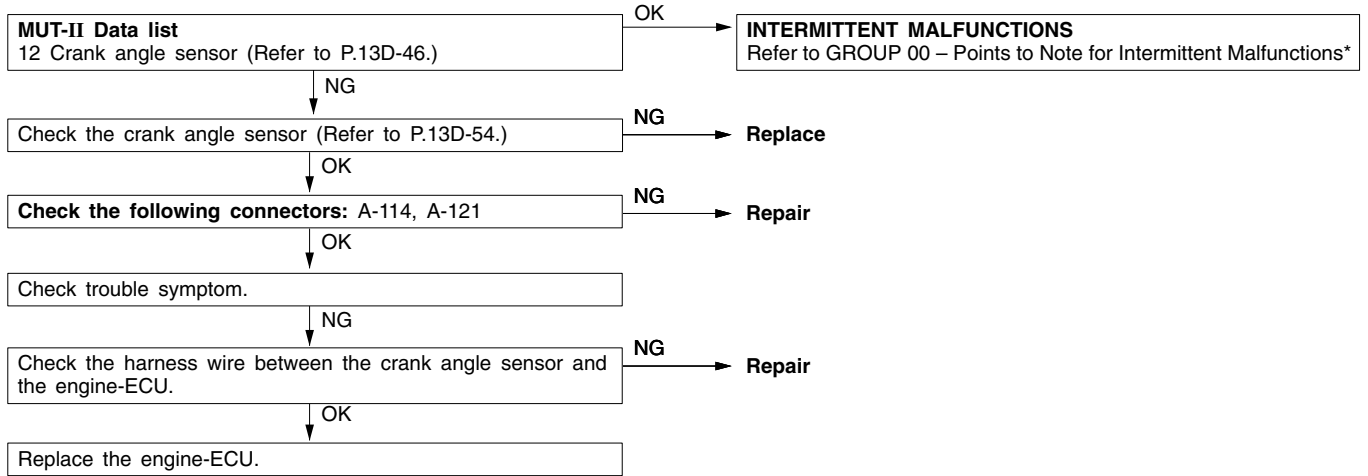 MUT-II Data list
12 Crank angle sensor (Refer to P.13D-46.)
OK
INTERMITTENT MALFUNCTIONS
Refer to GROUP 00 – Points to Note for Intermittent Malfunctions*
NG
Check the crank angle sensor (Refer to P.13D-54.)
NG
Replace
OK
Check the following connectors: A-114, A-121
NG
Repair
OK
Check trouble symptom.
NG
Check the harness wire between the crank angle sensor and
the engine-ECU.
NG
Repair
OK
Replace the engine-ECU.